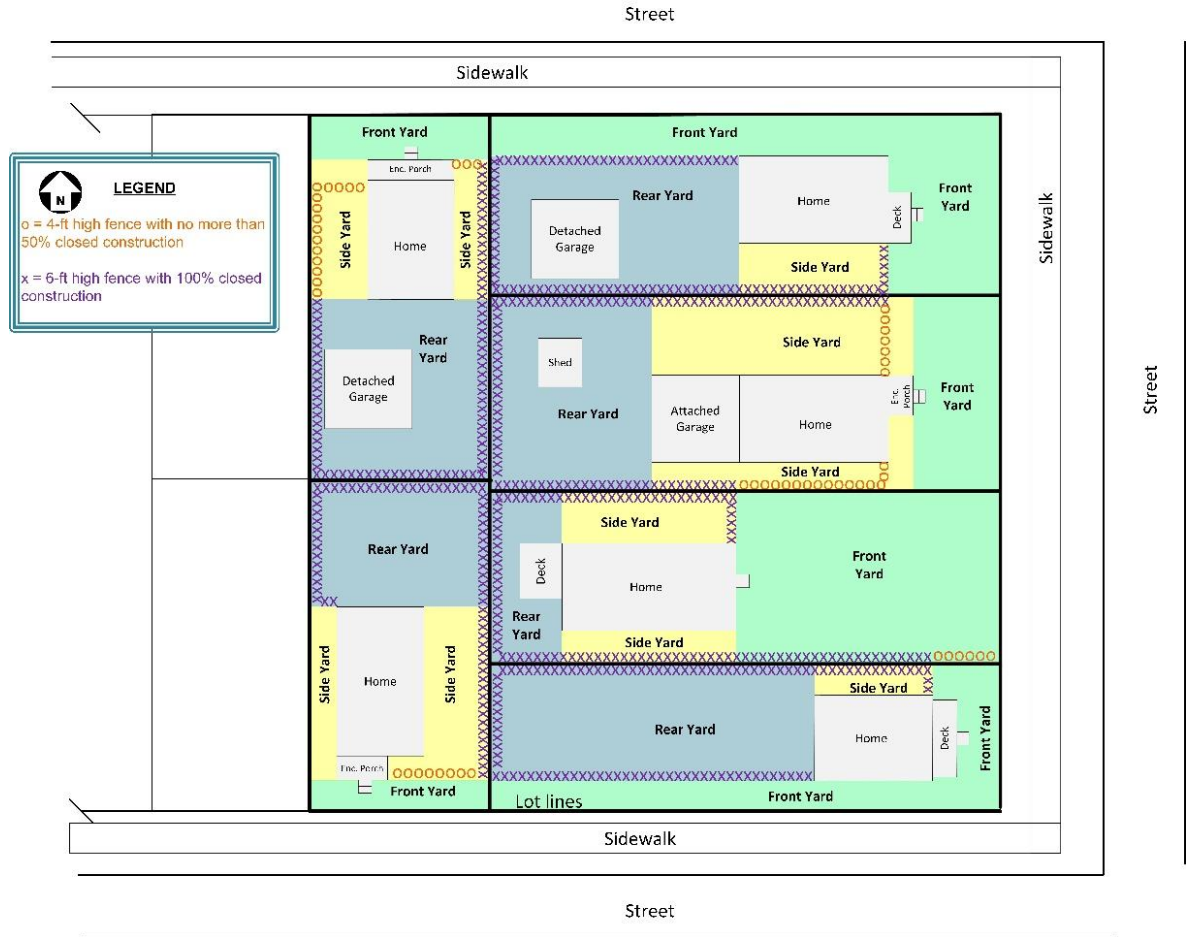 Street
Sidewalk
Front Yard
Front Yard
Enc. Porch
OOO
XXXXXXXXXXXXXXXXXXXXXXXX
N
LEGEND
o = 4-ft high fence with no more than
50% closed construction
x = 6-ft high fence with 100% closed
construction
OOOOO
Side Yard
Home
Side Yard
Rear Yard
Home
Deck
Front
Yard
Sidewalk
Detached
Garage
Side Yard
Rear
Yard
Detached
Garage
Shed
Rear Yard
Side Yard
Attached
Garage
Home
Enc.
Porch
Front
Yard
Side Yard
Street
Rear Yard
Side Yard
Deck
Home
Front
Yard
Rear
Yard
Side Yard
OOOOOO
Side Yard
Home
Side Yard
Enc. Porch
OOOOOOOO
Front Yard
Rear Yard
Side Yard
Home
Deck
Front Yard
Lot lines
Front Yard
Sidewalk
Street